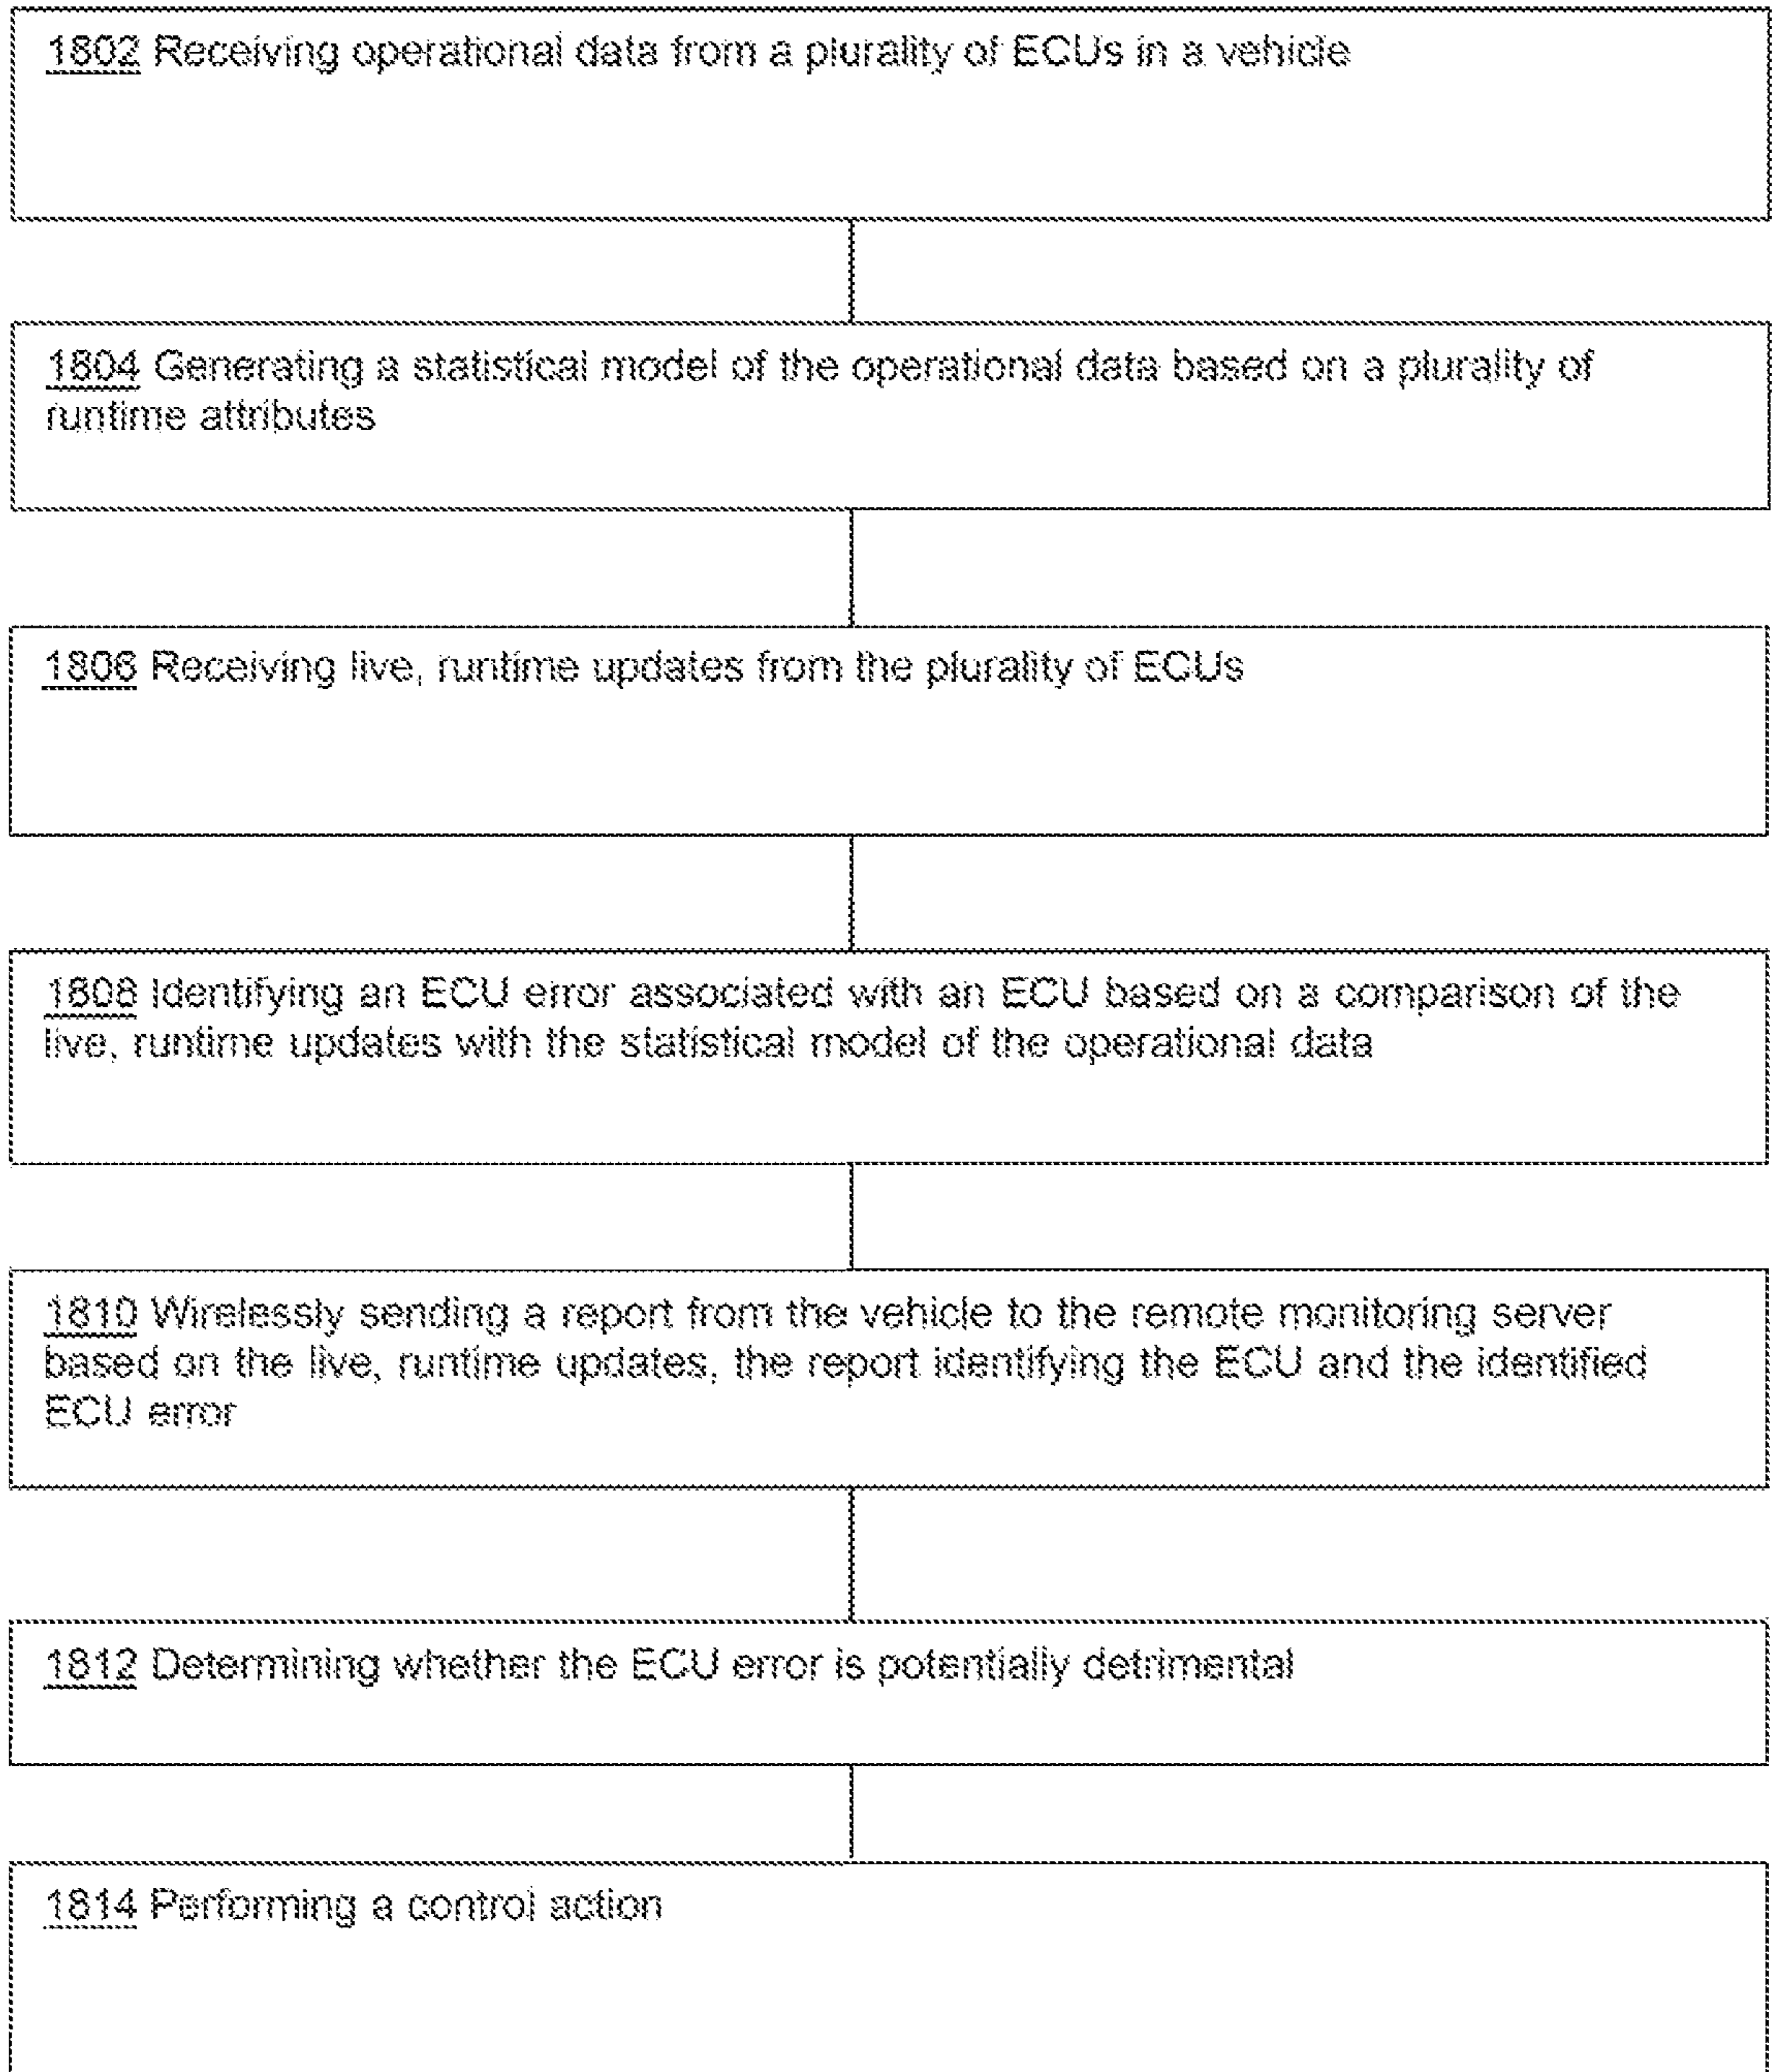 1802 Receiving operational data from a plurality of ECUs in a vehicle
1804 Generating a statistical model of the operational data based on a plurality of
runtime attributes
1806 Receiving live, runtime updates from the plurality of ECUs
1808 Identifying an ECU error associated with an ECU based on a comparison of the
live, runtime updates with the statistical model of the operational data
1810 Wirelessly sending a report from the vehicle to the remote monitoring server
based on the live, runtime updates, the report identifying the ECU and the identified
ECU error
1812 Determining whether the ECU error is potentially detrimental
1814 Performing a control action